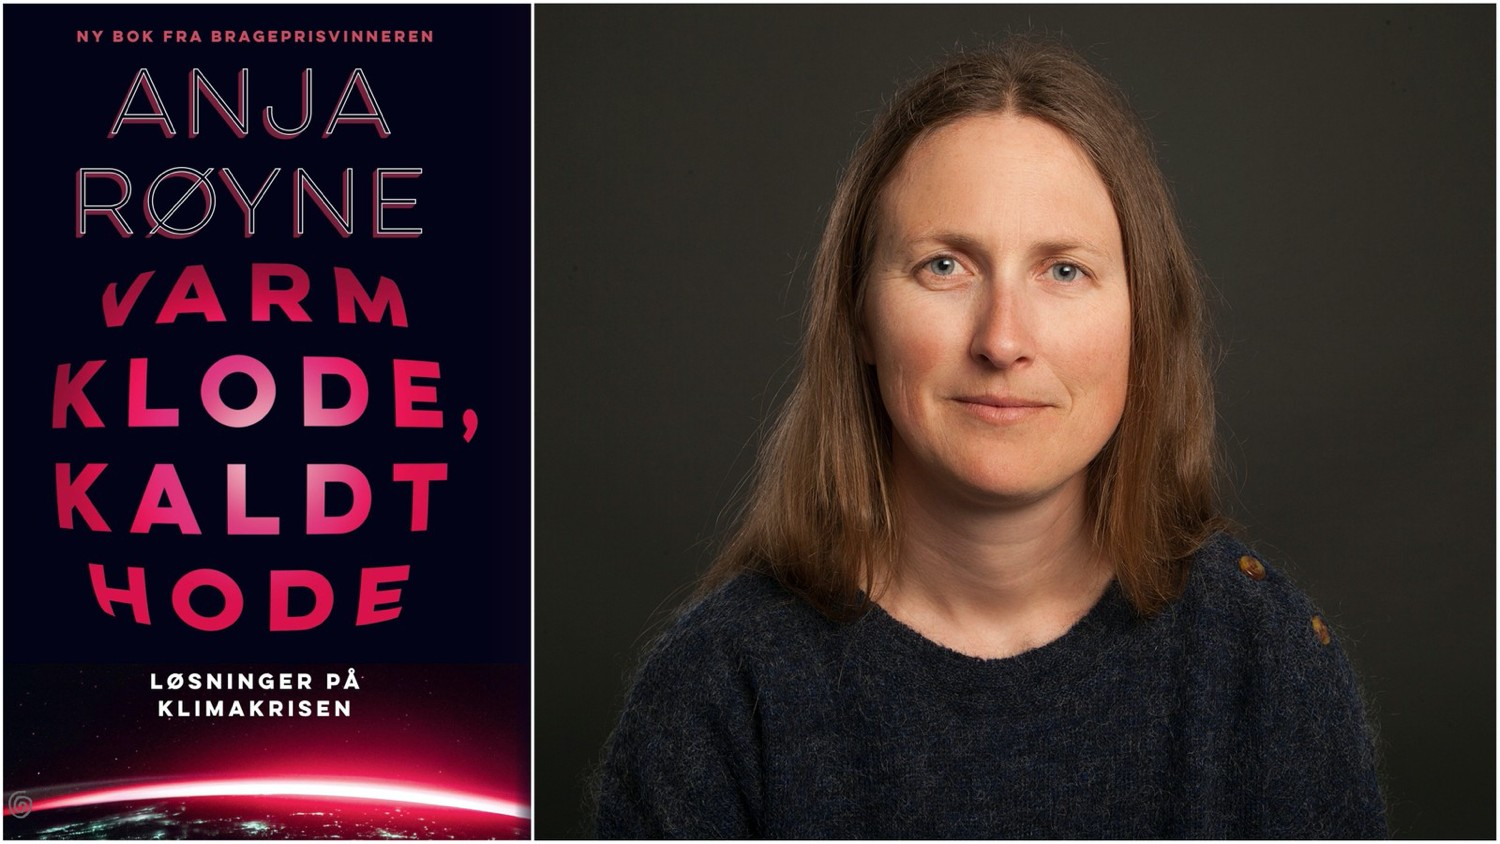 NY BOK FRA BRAGEPRISVINNEREN
ANJA
RØYNE
VARM
KLODE,
KALDT
HODE
LØSNINGER PÅ
KLIMAKRISEN